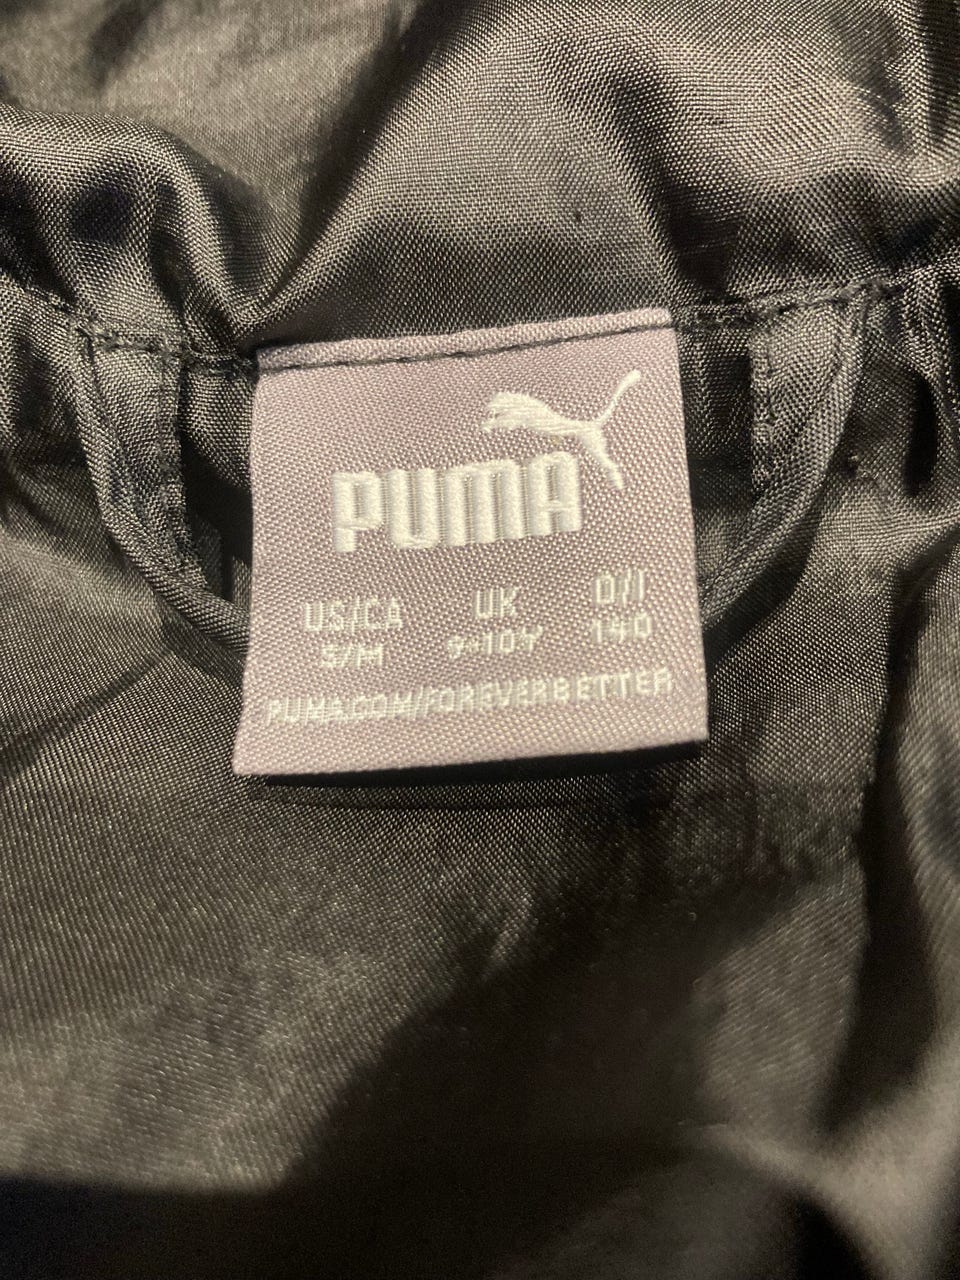 PUMA
US/CA UK D/I
S/M 9-10Y 140
PUMA.COM/FOREVERBETTER